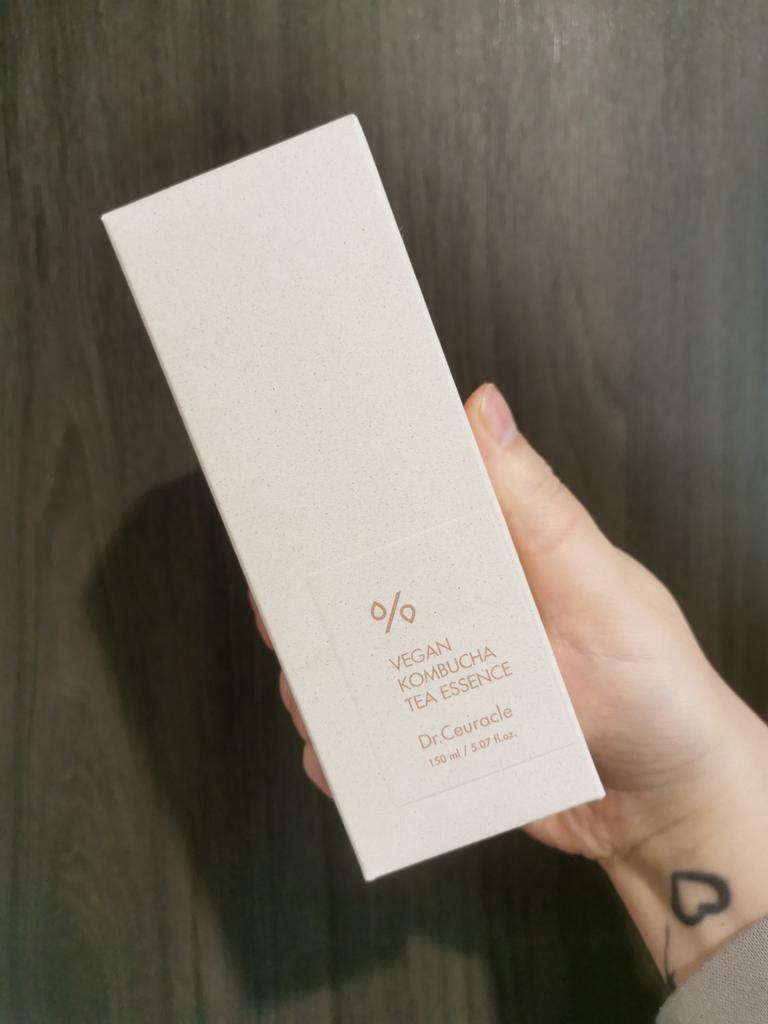 %
VEGAN
KOMBUCHA
TEA ESSENCE
Dr.Ceuracle
150 ml / 5.07 fl.oz.